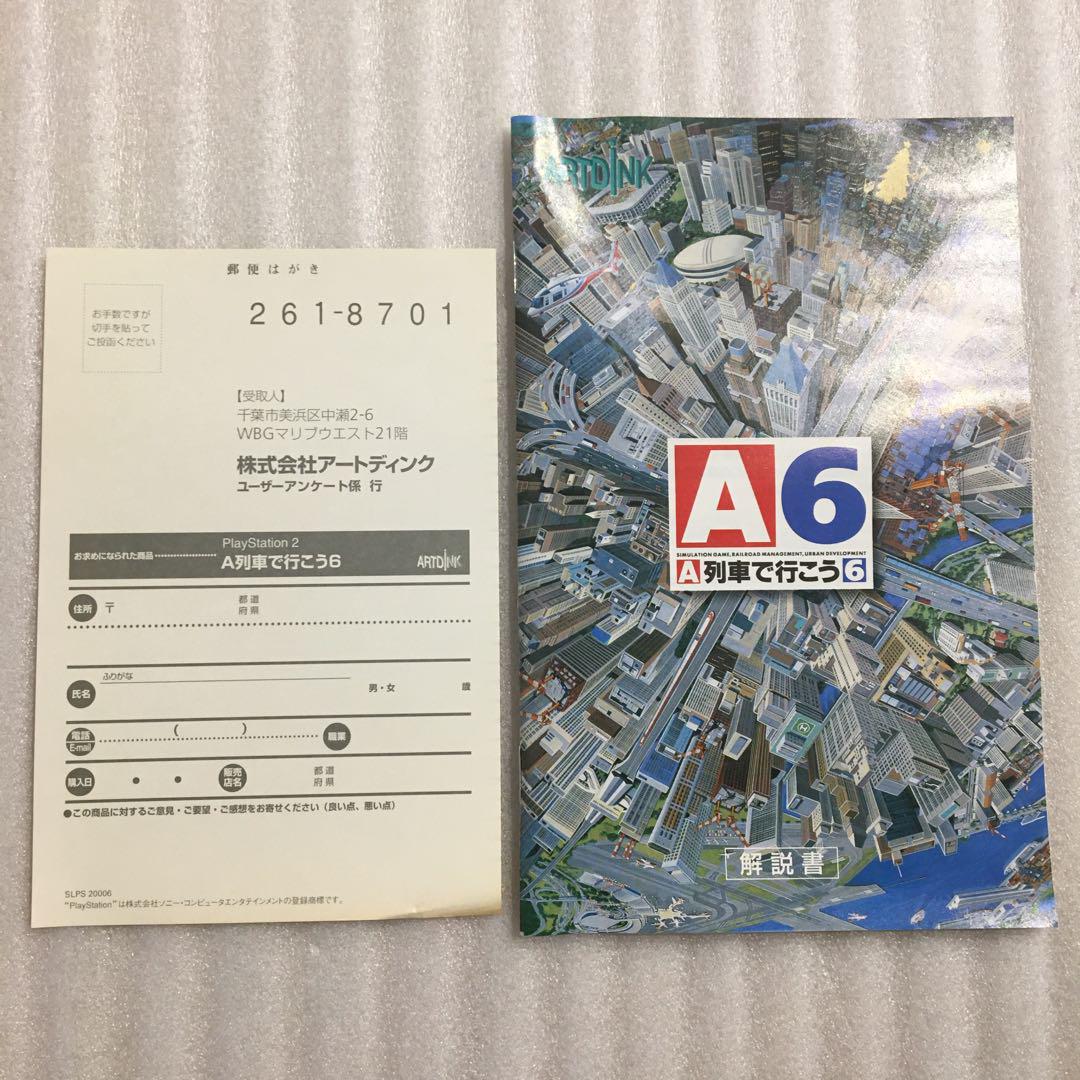 郵便はがき
261-8701
お手数ですが
切手を貼って
ご投函ください
【受取人】
千葉市美浜区中瀬2-6
WBGマリブウエスト21階
株式会社アートディンク
ユーザーアンケート係 行
PlayStation 2
お求めになられた商品
A列車で行こう6
ARTDINK
住所 〒 都道
府県
ふりがな
氏名 男・女 歳
電話 ( ) 職業
E-mail
購入日 ・ ・ 販売
店名 都道
府県
●この商品に対するご意見・ご要望・ご感想をお寄せください(良い点、悪い点)
SLPS 20006
"PlayStation"は株式会社ソニー・コンピュータエンタテインメントの登録商標です。
ARTDINK
A6
SIMULATION GAME, RAILROAD MANAGEMENT, URBAN DEVELOPMENT
A列車で行こう6
解説書
H